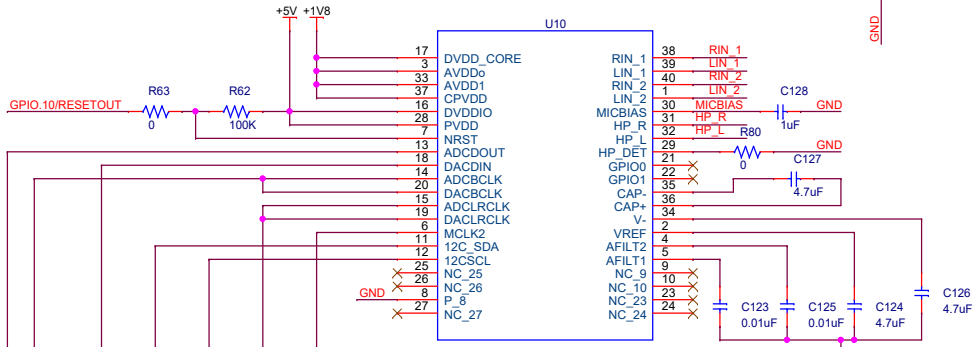 +5V +1V8
GND
U10
17 DVDD_CORE RIN_1 38 RIN_1
3 AVDDo LIN_1 39 LIN_1
33 AVDD1 RIN_2 40 RIN_2
37 CPVDD LIN_2 1 LIN_2
GPIO.10/RESETOUT R63 0 R62 100K 16 DVDDIO MICBIAS 30 MICBIAS C128 1uF GND
28 PVDD HP_R 31 HP_R
7 NRST HP_L 32 HP_L
13 ADCDOUT HP_DET 29 R80 0 GND
18 DACDIN GPIO0 21
14 ADCBCLK GPIO1 22 C127 4.7uF
20 DACBCLK CAP- 35
15 ADCLRCLK CAP+ 36
19 DACLRCLK V- 34
6 MCLK2 VREF 2
11 12C_SDA AFILT2 4
12 12CSCL AFILT1 5
25 NC_25 NC_9 9
26 NC_26 NC_10 10
GND 8 P_8 NC_23 23
27 NC_27 NC_24 24
C123 C125 C124 C126
0.01uF 0.01uF 4.7uF 4.7uF